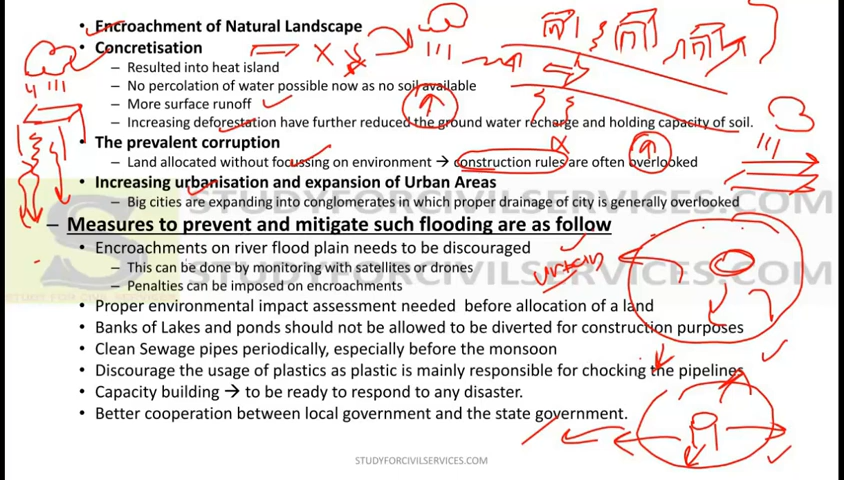 • Encroachment of Natural Landscape
• Concretisation
– Resulted into heat island
– No percolation of water possible now as no soil available
– More surface runoff
– Increasing deforestation have further reduced the ground water recharge and holding capacity of soil.
• The prevalent corruption
– Land allocated without focussing on environment → construction rules are often overlooked
• Increasing urbanisation and expansion of Urban Areas
– Big cities are expanding into conglomerates in which proper drainage of city is generally overlooked
STUDYFORCIVILSERVICES.COM
– Measures to prevent and mitigate such flooding are as follow
• Encroachments on river flood plain needs to be discouraged
– This can be done by monitoring with satellites or drones
urban
STUDYFORCIVILSERVICES.COM
– Penalties can be imposed on encroachments
• Proper environmental impact assessment needed before allocation of a land
• Banks of Lakes and ponds should not be allowed to be diverted for construction purposes
• Clean Sewage pipes periodically, especially before the monsoon
• Discourage the usage of plastics as plastic is mainly responsible for chocking the pipelines
• Capacity building → to be ready to respond to any disaster.
• Better cooperation between local government and the state government.
STUDYFORCIVILSERVICES.COM